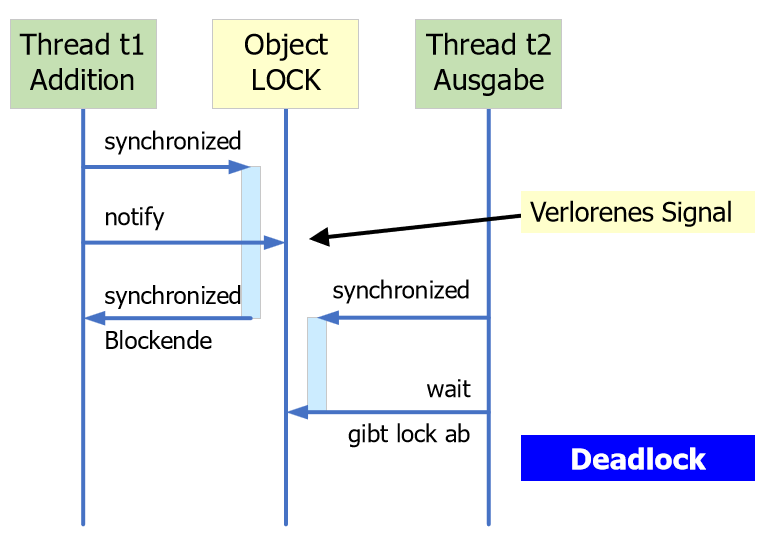 Thread t1
Addition
Object
LOCK
Thread t2
Ausgabe
synchronized
notify
Verlorenes Signal
synchronized
synchronized
Blockende
wait
gibt lock ab
Deadlock